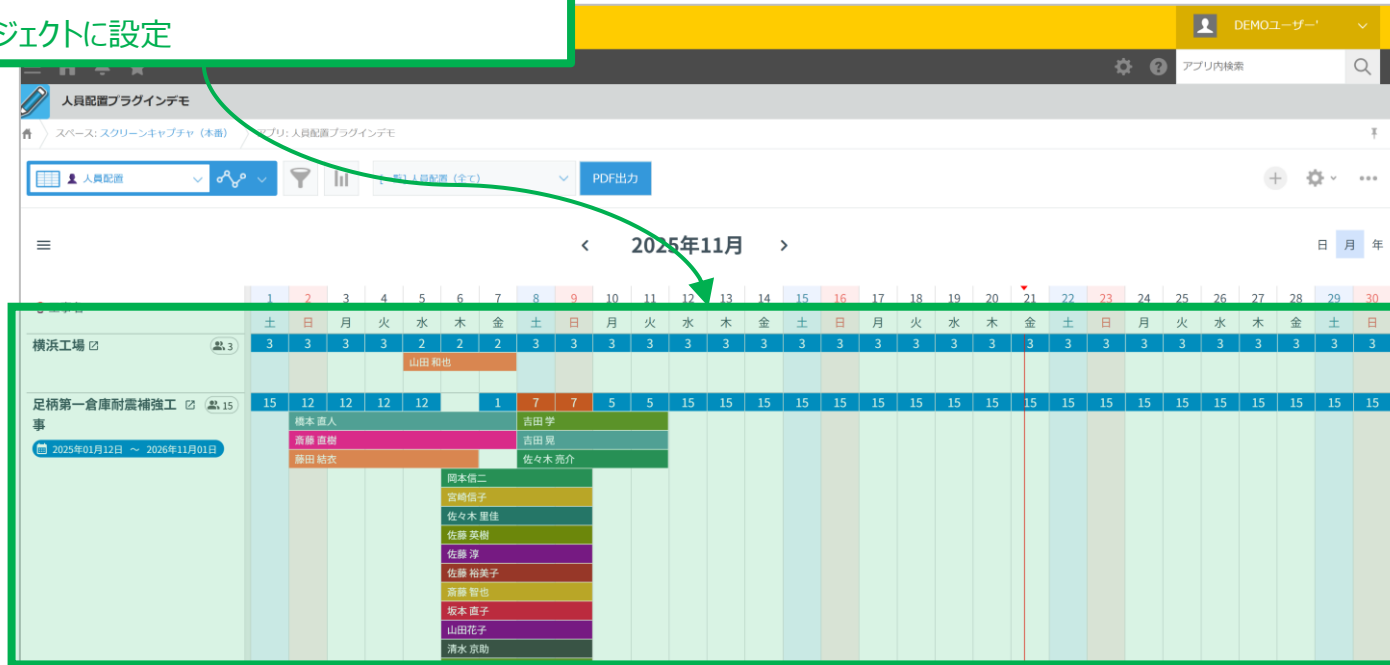 ジェクトに設定
DEMOユーザー'
アプリ内検索
人員配置プラグインデモ
スペース: スクリーンキャプチャ（本番）
アプリ: 人員配置プラグインデモ
人員配置
人員配置（全て）
PDF出力
2025年11月
日 月 年
1 2 3 4 5 6 7 8 9 10 11 12 13 14 15 16 17 18 19 20 21 22 23 24 25 26 27 28 29 30
土 日 月 火 水 木 金 土 日 月 火 水 木 金 土 日 月 火 水 木 金 土 日 月 火 水 木 金 土 日
横浜工場 3 3 3 3 3 2 2 2 3 3 3 3 3 3 3 3 3 3 3 3 3 3 3 3 3 3 3 3 3 3 3
山田 和也
足柄第一倉庫耐震補強工 15 15 12 12 12 12 1 7 7 5 5 15 15 15 15 15 15 15 15 15 15 15 15 15 15 15 15 15 15 15
事
2025年01月12日 ～ 2026年11月01日
橋本 直人 吉田 学
斎藤 直樹 吉田 晃
藤田 結衣 佐々木 亮介
岡本信二
宮崎信子
佐々木 里佳
佐藤 英樹
佐藤 淳
佐藤 裕美子
斎藤 智也
坂本 直子
山田花子
清水 京助